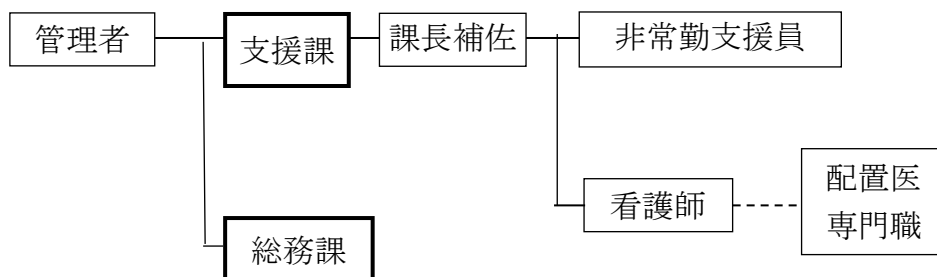 管理者
支援課
課長補佐
非常勤支援員
看護師
配置医
専門職
総務課